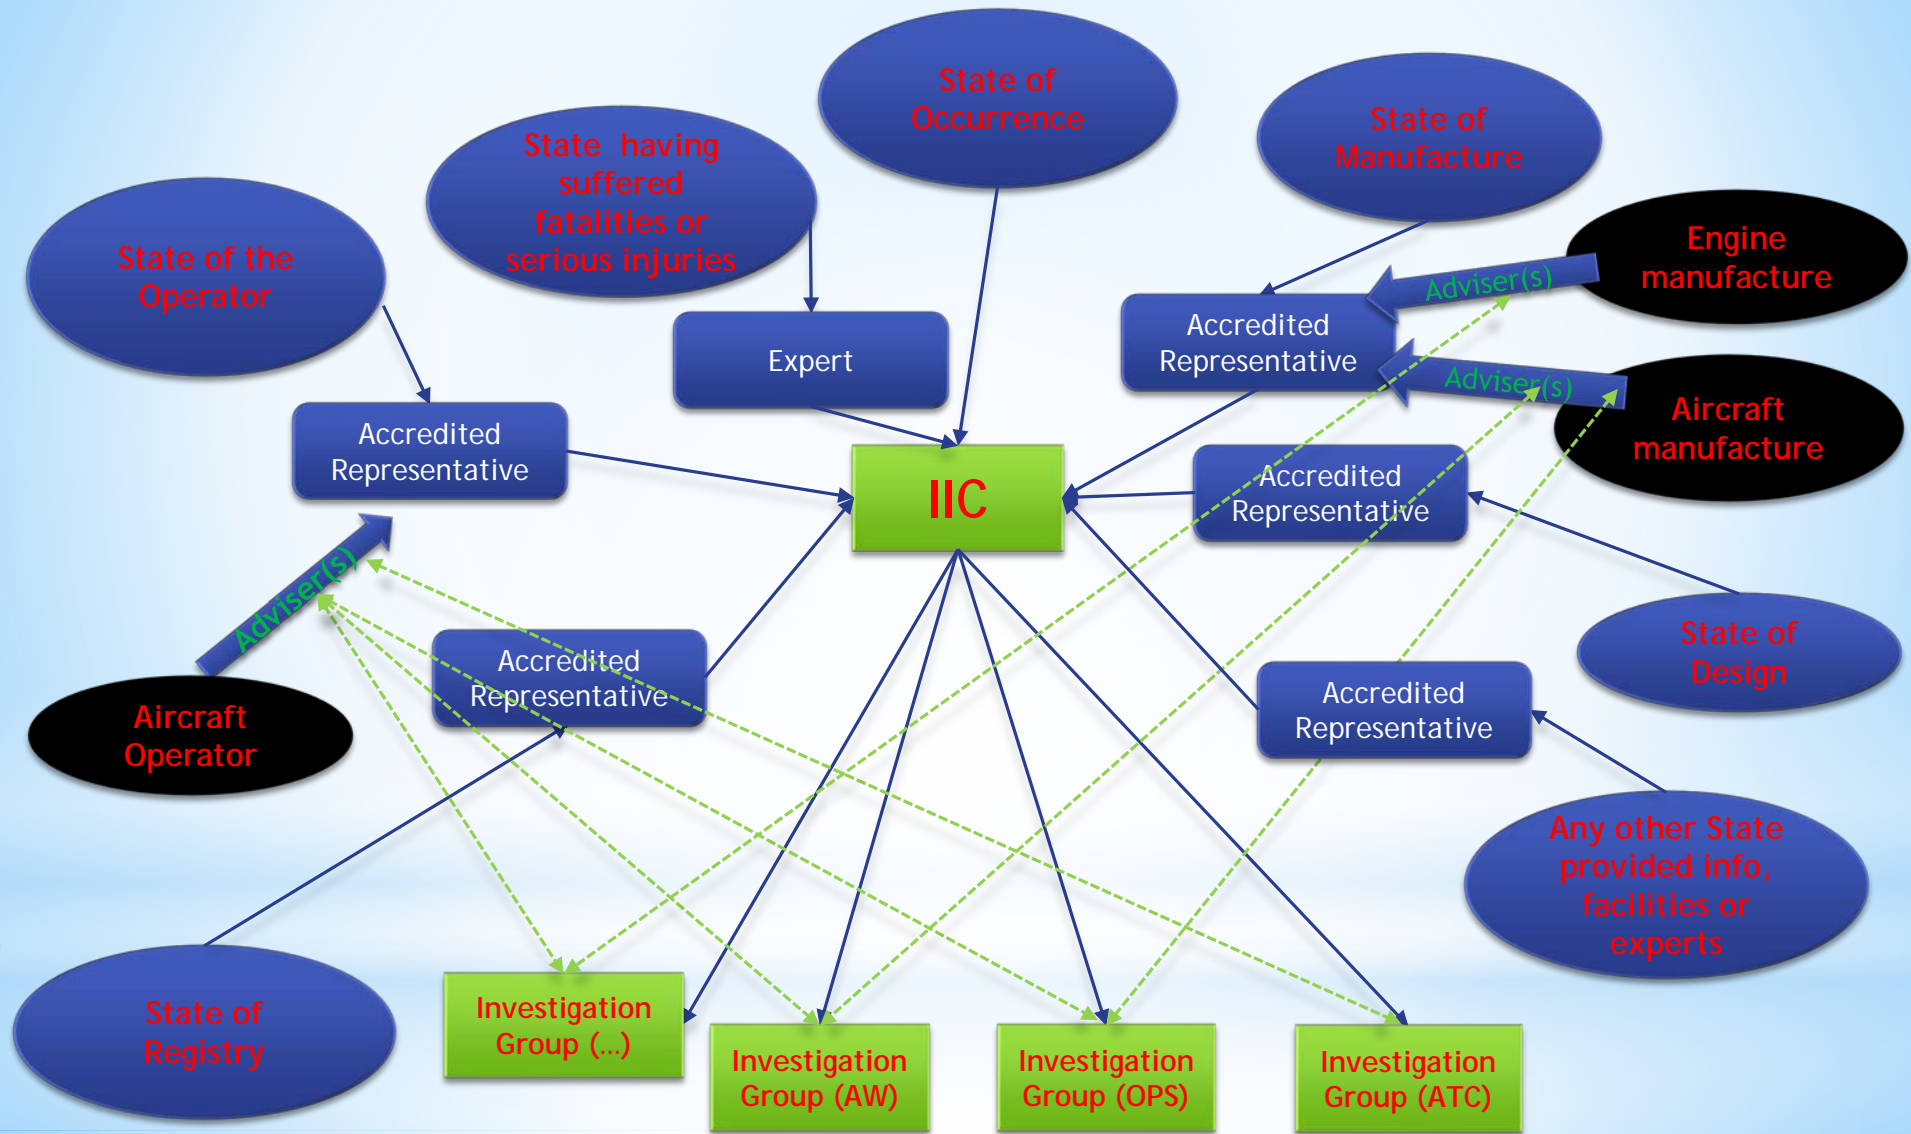 State of
Occurrence
State of
Manufacture
State having
suffered
fatalities or
serious injuries
Engine
manufacture
State of the
Operator
Adviser(s)
Accredited
Representative
Expert
Adviser(s)
Aircraft
manufacture
Accredited
Representative
IIC
Accredited
Representative
Adviser(s)
State of
Design
Accredited
Representative
Accredited
Representative
Aircraft
Operator
Any other State
provided info,
facilities or
experts
State of
Registry
Investigation
Group (...)
Investigation
Group (AW)
Investigation
Group (OPS)
Investigation
Group (ATC)